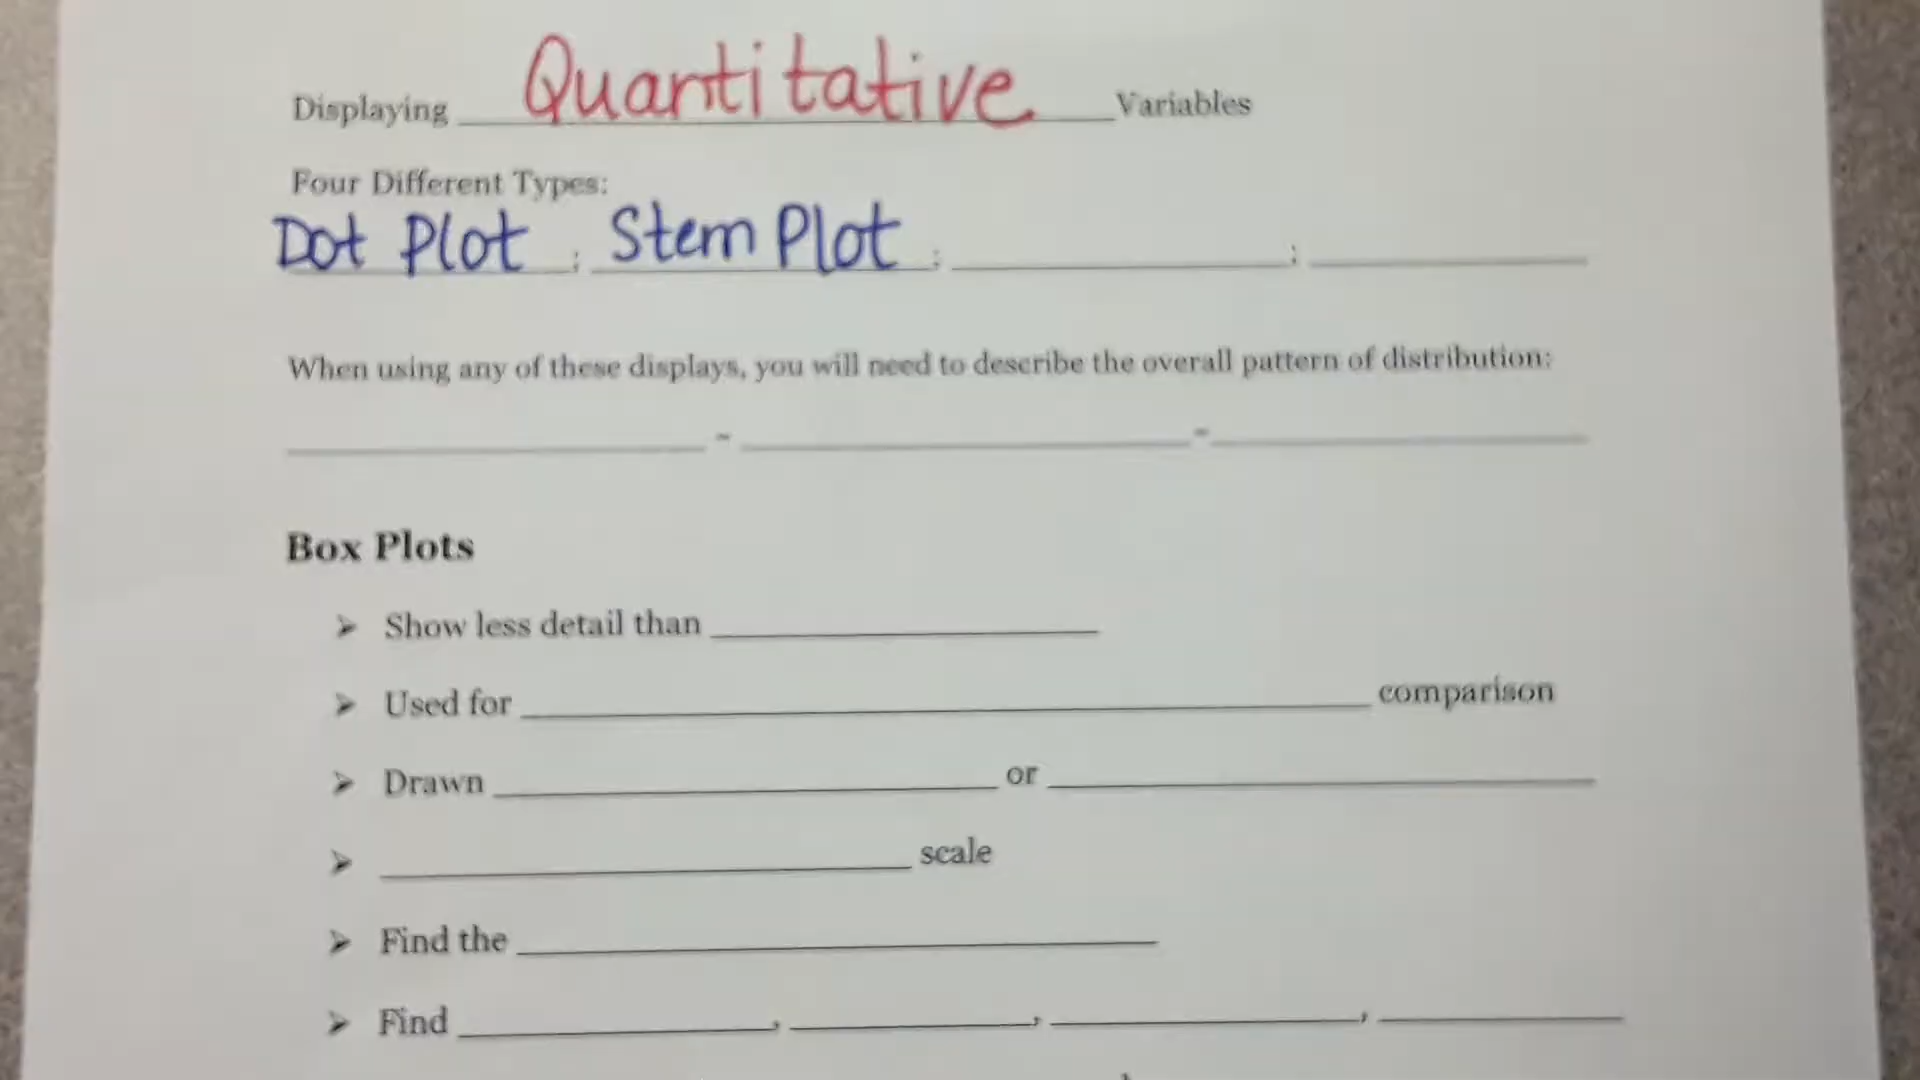 Displaying Quantitative Variables
Four Different Types:
Dot Plot ; Stem Plot ; ;
When using any of these displays, you will need to describe the overall pattern of distribution:
- -
Box Plots
➤ Show less detail than
➤ Used for comparison
➤ Drawn or
➤ scale
➤ Find the
➤ Find , , ,